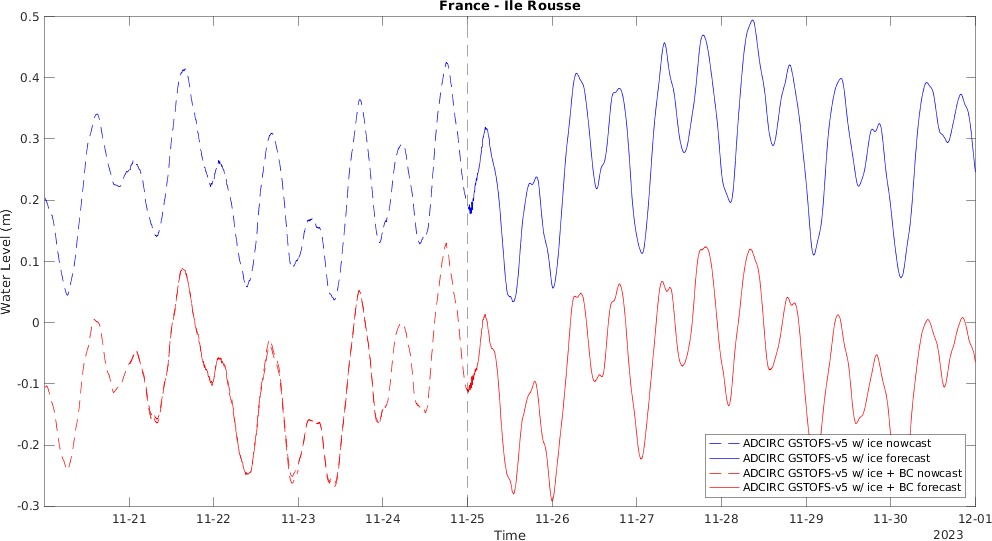 France - Ile Rousse
0.5
0.4
0.3
0.2
0.1
0
-0.1
-0.2
-0.3
Water Level (m)
ADCIRC GSTOFS-v5 w/ ice nowcast
ADCIRC GSTOFS-v5 w/ ice forecast
ADCIRC GSTOFS-v5 w/ ice + BC nowcast
ADCIRC GSTOFS-v5 w/ ice + BC forecast
11-21 11-22 11-23 11-24 11-25 11-26 11-27 11-28 11-29 11-30 12-01
Time
2023